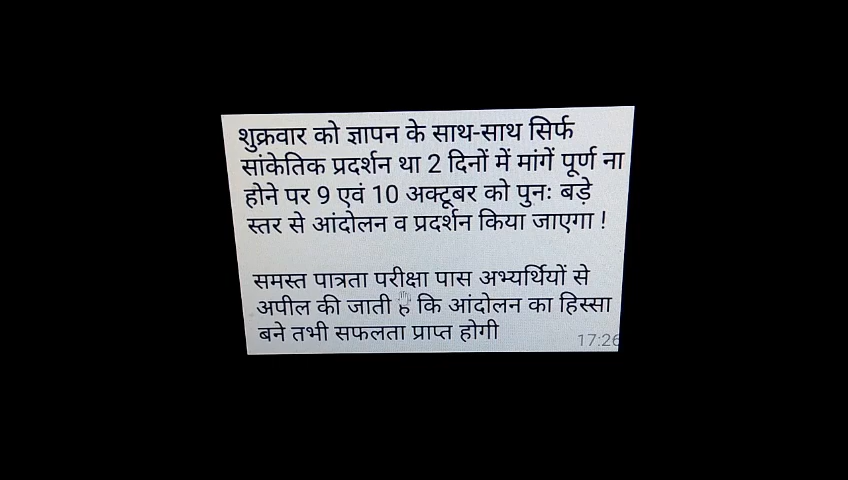 शुक्रवार को ज्ञापन के साथ-साथ सिर्फ
सांकेतिक प्रदर्शन था 2 दिनों में मांगें पूर्ण ना
होने पर 9 एवं 10 अक्टूबर को पुनः बड़े
स्तर से आंदोलन व प्रदर्शन किया जाएगा !
समस्त पात्रता परीक्षा पास अभ्यर्थियों से
अपील की जाती है कि आंदोलन का हिस्सा
बने तभी सफलता प्राप्त होगी
17:26